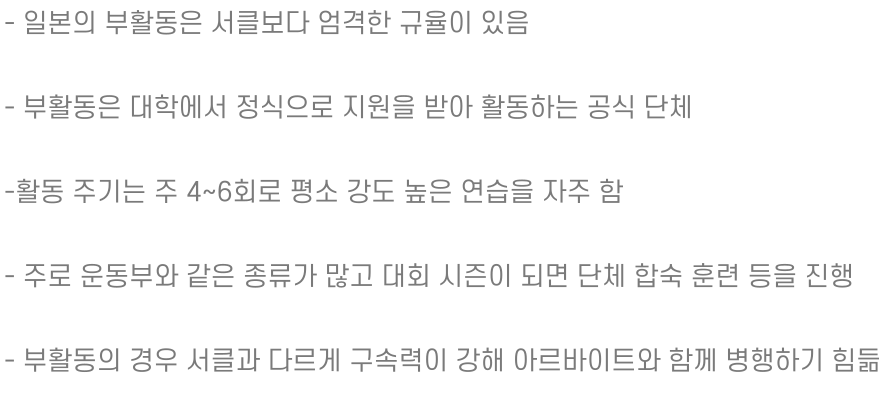 - 일본의 부활동은 서클보다 엄격한 규율이 있음
- 부활동은 대학에서 정식으로 지원을 받아 활동하는 공식 단체
-활동 주기는 주 4~6회로 평소 강도 높은 연습을 자주 함
- 주로 운동부와 같은 종류가 많고 대회 시즌이 되면 단체 합숙 훈련 등을 진행
- 부활동의 경우 서클과 다르게 구속력이 강해 아르바이트와 함께 병행하기 힘듦